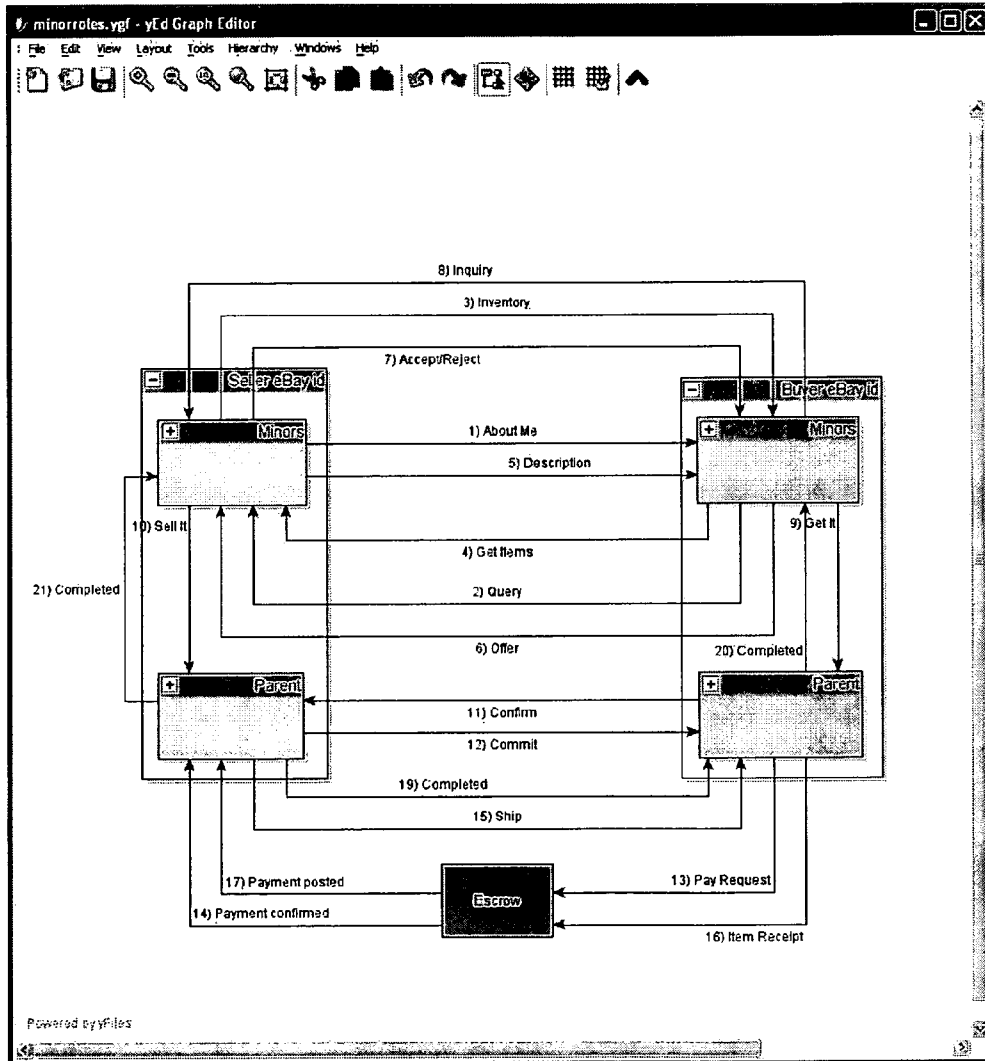 minorroles.ygf - yEd Graph Editor
File Edit View Layout Tools Hierarchy Windows Help
8) Inquiry
3) Inventory
7) Accept/Reject
Seller eBay id
Buyer eBay id
Minors
Minors
1) About Me
5) Description
10) Sell It
9) Get It
4) Get Items
21) Completed
2) Query
6) Offer
20) Completed
Parent
Parent
11) Confirm
12) Commit
19) Completed
15) Ship
17) Payment posted
13) Pay Request
Escrow
14) Payment confirmed
16) Item Receipt
Powered by yFiles